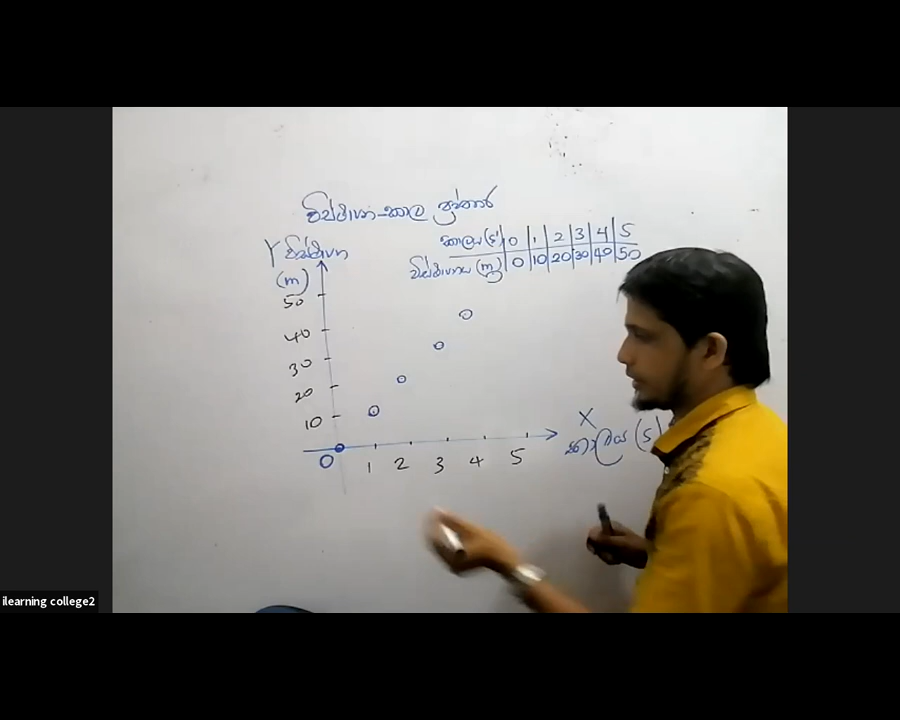 විස්ථාපන-කාල ප්‍රස්තාර
කාලය (s) 0 1 2 3 4 5
විස්ථාපනය (m) 0 10 20 30 40 50
Y විස්ථාපන
(m)
50
40
30
20
10
0 1 2 3 4 5
X
කාලය (s)
ilearning college2